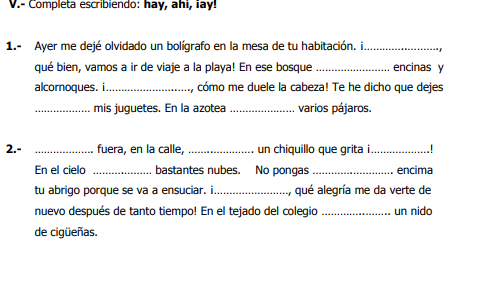 V.- Completa escribiendo: hay, ahí, ¡ay!
1.- Ayer me dejé olvidado un bolígrafo en la mesa de tu habitación. ¡......................,
qué bien, vamos a ir de viaje a la playa! En ese bosque ...................... encinas y
alcornoques. ¡........................., cómo me duele la cabeza! Te he dicho que dejes
................. mis juguetes. En la azotea ................... varios pájaros.
2.- ................. fuera, en la calle, ................... un chiquillo que grita ¡.................!
En el cielo ................. bastantes nubes. No pongas ........................ encima
tu abrigo porque se va a ensuciar. ¡......................, qué alegría me da verte de
nuevo después de tanto tiempo! En el tejado del colegio .................... un nido
de cigüeñas.